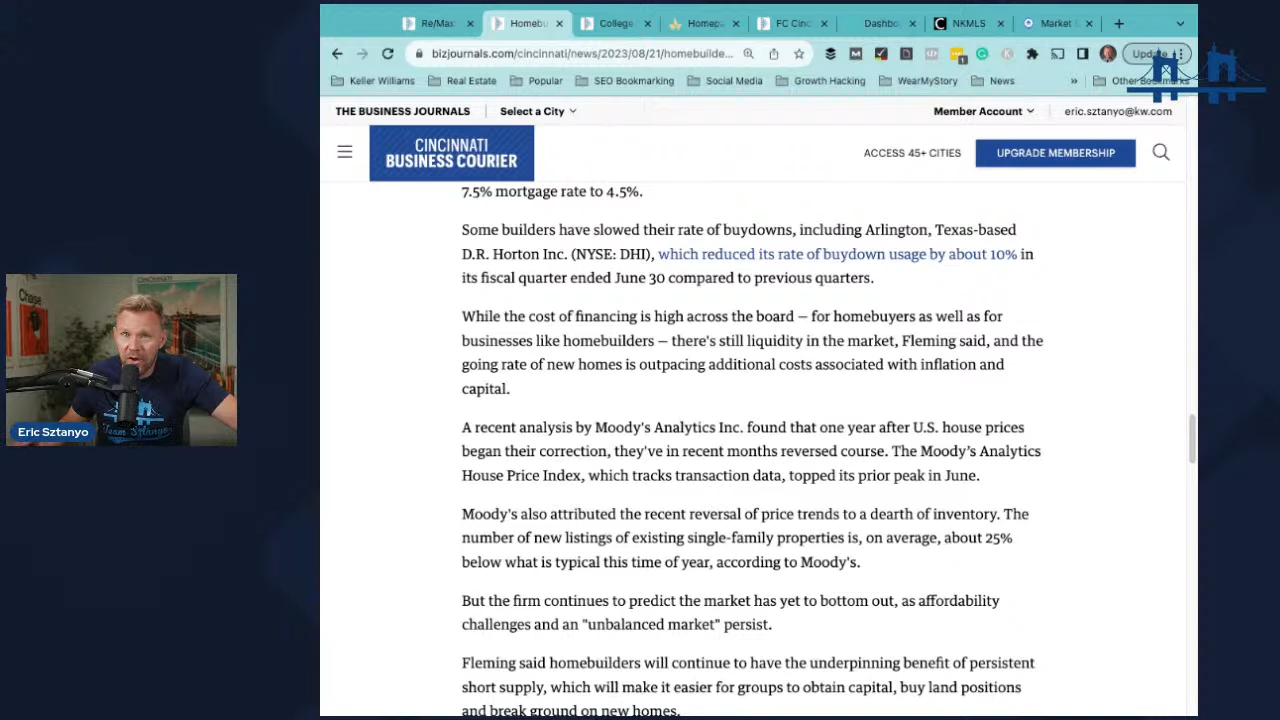 Re/Max
Homebu
College
Homepa
FC Cinc
Dashbo
NKMLS
Market
bizjournals.com/cincinnati/news/2023/08/21/homebuilde...
Update
Keller Williams
Real Estate
Popular
SEO Bookmarking
Social Media
Growth Hacking
WearMyStory
News
»
Other Bookmarks
THE BUSINESS JOURNALS
Select a City
Member Account
eric.sztanyo@kw.com
CINCINNATI
BUSINESS COURIER
ACCESS 45+ CITIES
UPGRADE MEMBERSHIP
7.5% mortgage rate to 4.5%.
Some builders have slowed their rate of buydowns, including Arlington, Texas-based
D.R. Horton Inc. (NYSE: DHI), which reduced its rate of buydown usage by about 10% in
its fiscal quarter ended June 30 compared to previous quarters.
While the cost of financing is high across the board — for homebuyers as well as for
businesses like homebuilders — there's still liquidity in the market, Fleming said, and the
going rate of new homes is outpacing additional costs associated with inflation and
capital.
A recent analysis by Moody's Analytics Inc. found that one year after U.S. house prices
began their correction, they've in recent months reversed course. The Moody's Analytics
House Price Index, which tracks transaction data, topped its prior peak in June.
Moody's also attributed the recent reversal of price trends to a dearth of inventory. The
number of new listings of existing single-family properties is, on average, about 25%
below what is typical this time of year, according to Moody's.
But the firm continues to predict the market has yet to bottom out, as affordability
challenges and an "unbalanced market" persist.
Fleming said homebuilders will continue to have the underpinning benefit of persistent
short supply, which will make it easier for groups to obtain capital, buy land positions
and break ground on new homes.
Chase
CINCINNATI
Team Sztanyo
Eric Sztanyo